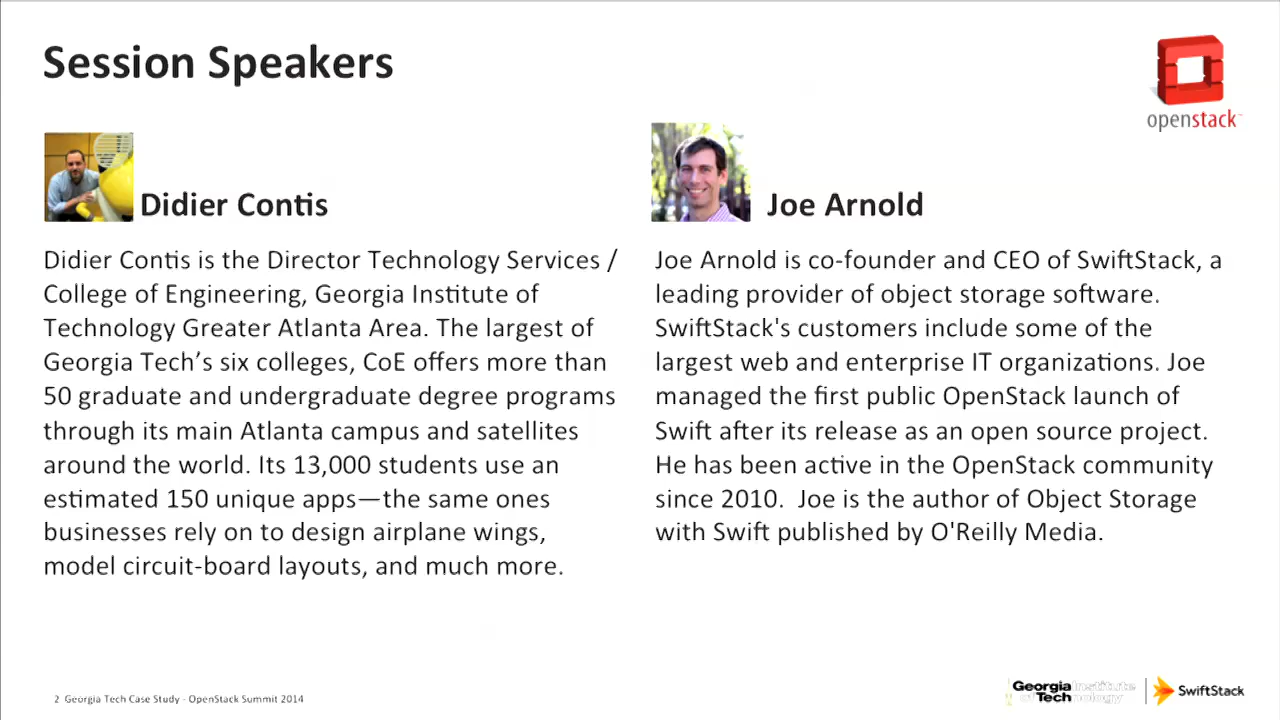 Session Speakers
openstack
Didier Contis
Didier Contis is the Director Technology Services /
College of Engineering, Georgia Institute of
Technology Greater Atlanta Area. The largest of
Georgia Tech’s six colleges, CoE offers more than
50 graduate and undergraduate degree programs
through its main Atlanta campus and satellites
around the world. Its 13,000 students use an
estimated 150 unique apps—the same ones
businesses rely on to design airplane wings,
model circuit-board layouts, and much more.
Joe Arnold
Joe Arnold is co-founder and CEO of SwiftStack, a
leading provider of object storage software.
SwiftStack's customers include some of the
largest web and enterprise IT organizations. Joe
managed the first public OpenStack launch of
Swift after its release as an open source project.
He has been active in the OpenStack community
since 2010.  Joe is the author of Object Storage
with Swift published by O'Reilly Media.
2 Georgia Tech Case Study - OpenStack Summit 2014
Georgia Institute
of Technology
SwiftStack